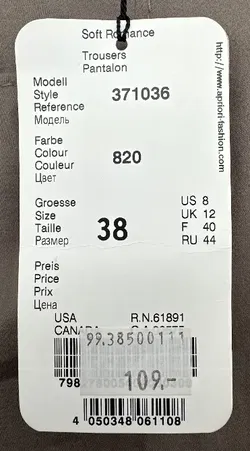 Soft Romance
Trousers
Pantalon
http://www.apriori-fashion.com
Modell
Style 371036
Reference
Модель
Farbe
Colour 820
Couleur
Цвет
Groesse US 8
Size UK 12
Taille 38 F 40
Размер RU 44
Preis
Price
Prix
Цена
USA R.N.61891
99.38500111
109.-
4 050348 061108